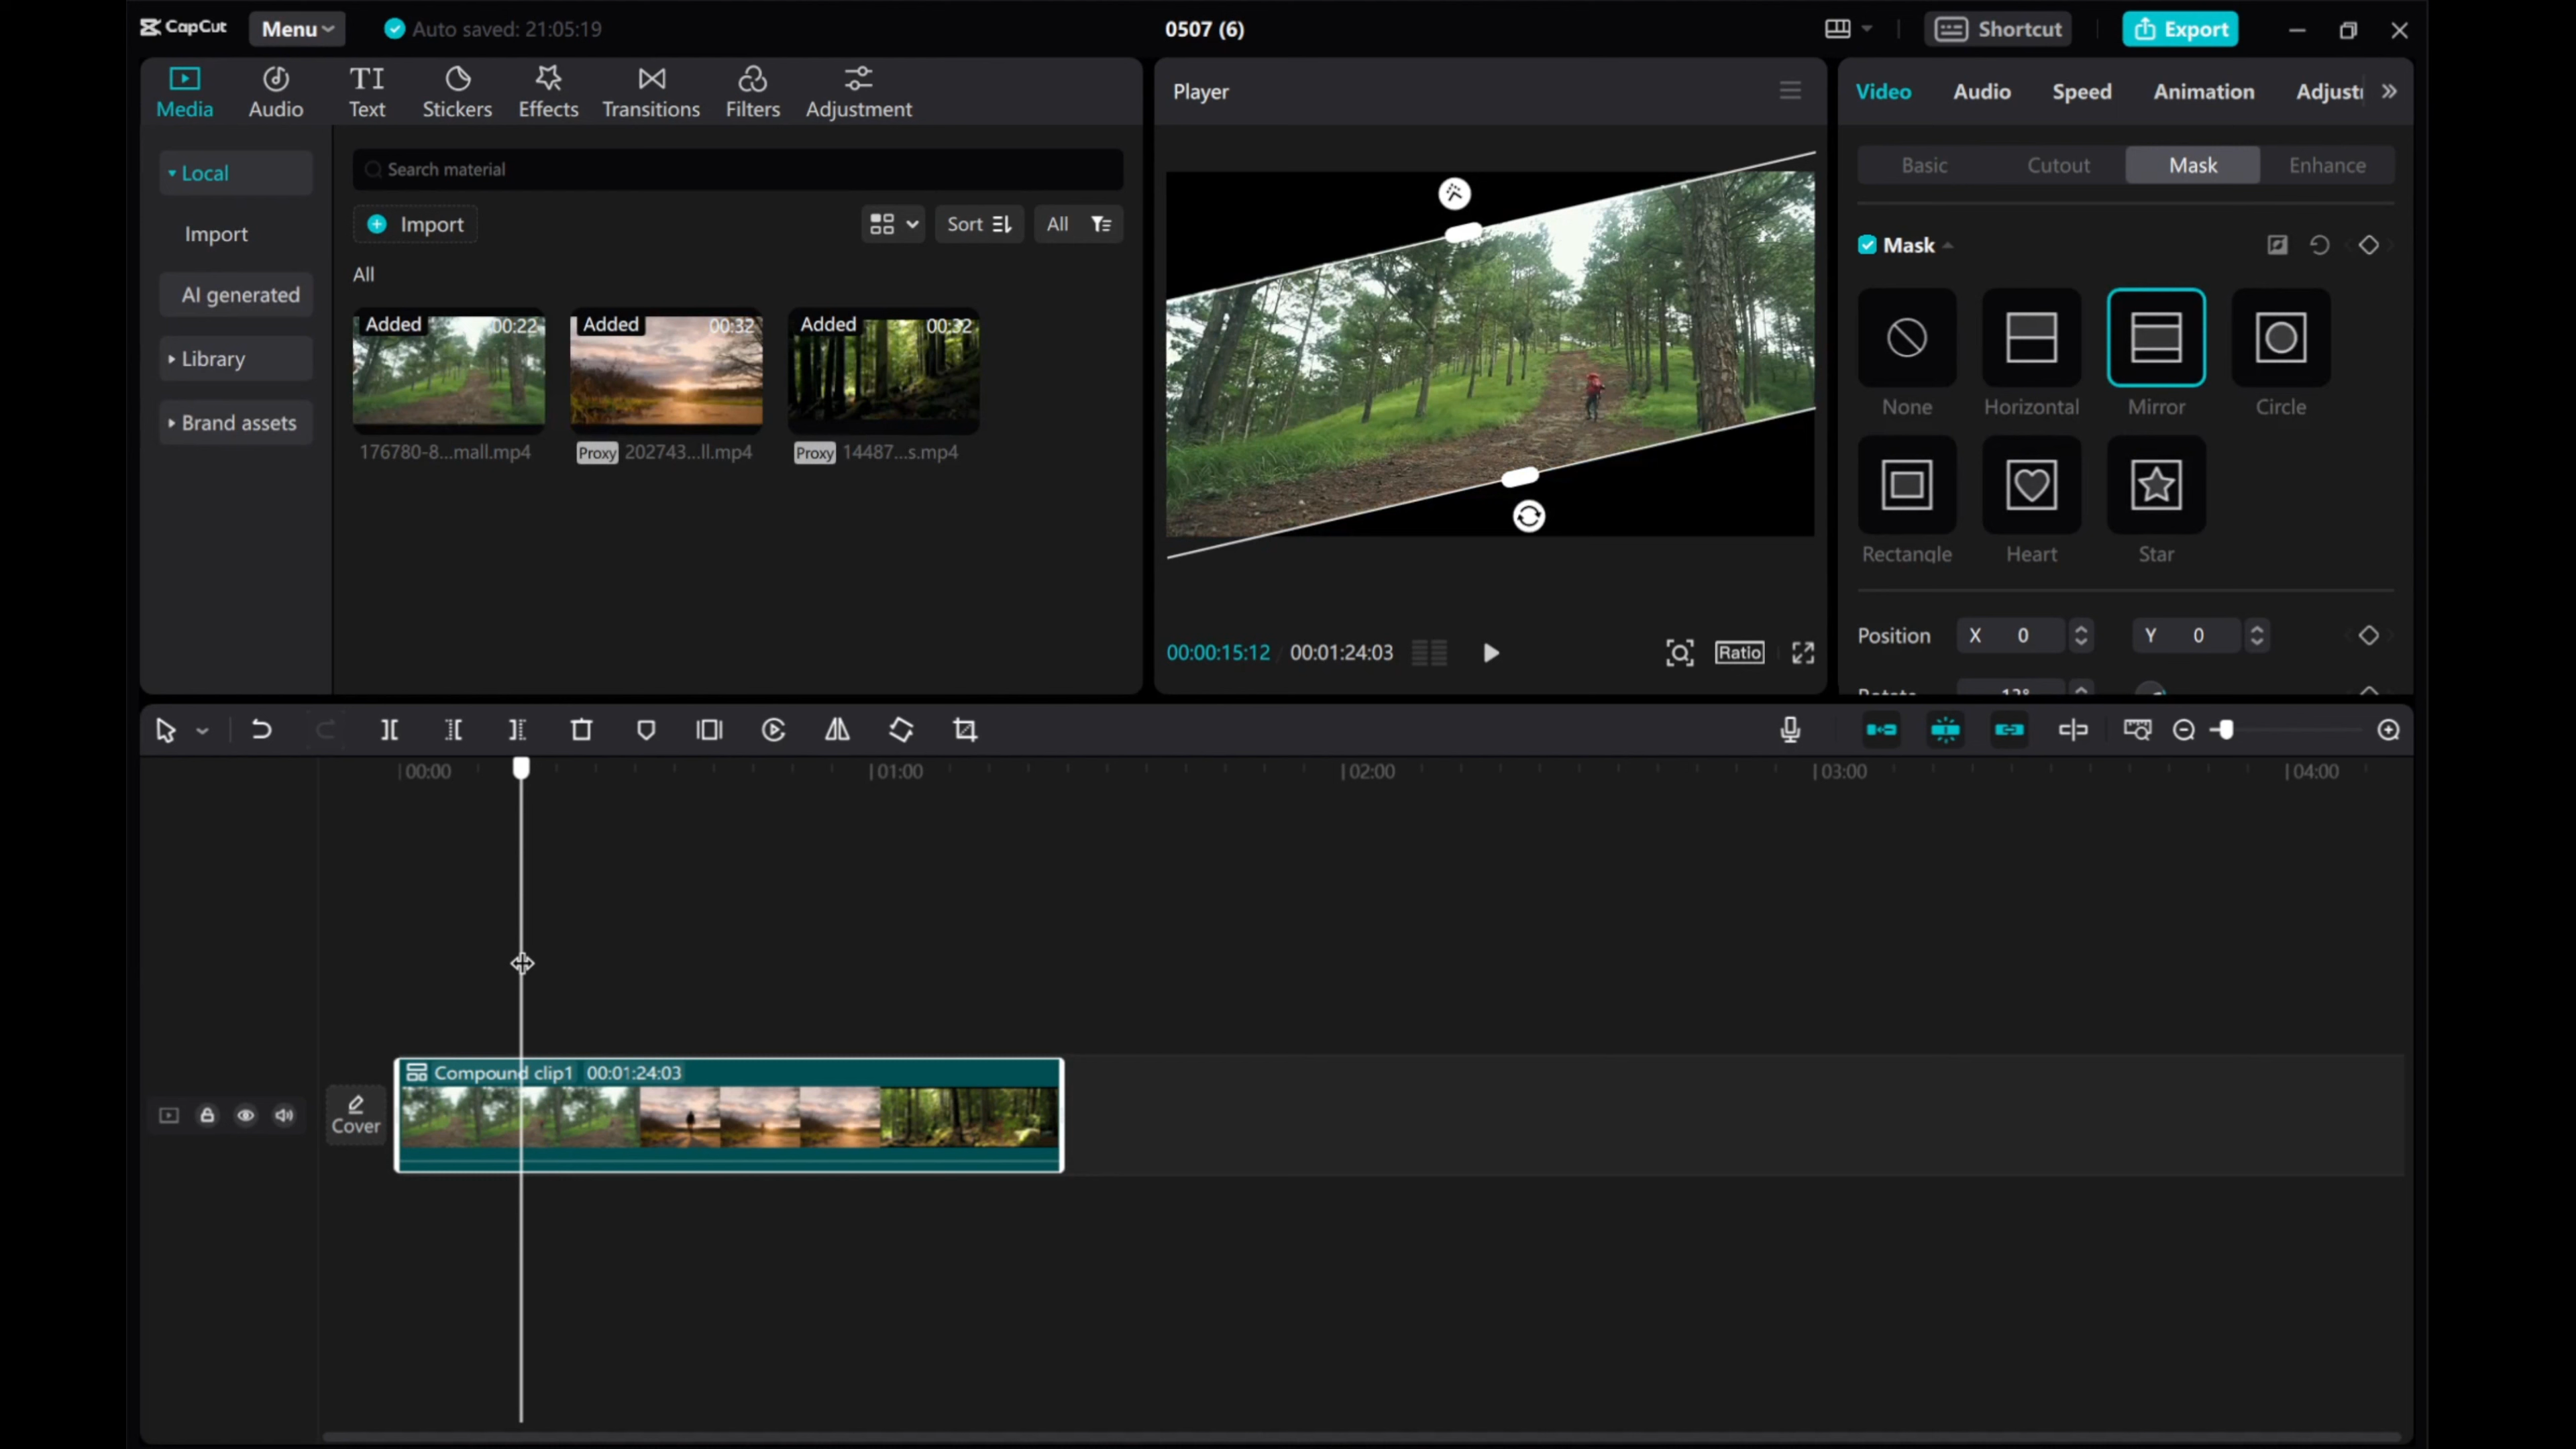 CapCut Menu Auto saved: 21:05:19 0507 (6) Shortcut Export
Media Audio Text Stickers Effects Transitions Filters Adjustment
Local
Import
AI generated
Library
Brand assets
Search material
Import Sort All
All
Added 00:22 Added 00:32 Added 00:32
176780-8...mall.mp4 Proxy 202743...ll.mp4 Proxy 14487...s.mp4
Player
00:00:15:12 00:01:24:03 Ratio
Video Audio Speed Animation Adjust
Basic Cutout Mask Enhance
Mask
None Horizontal Mirror Circle
Rectangle Heart Star
Position X 0 Y 0
Rotate 12°
00:00 01:00 02:00 03:00 04:00
Cover
Compound clip1 00:01:24:03